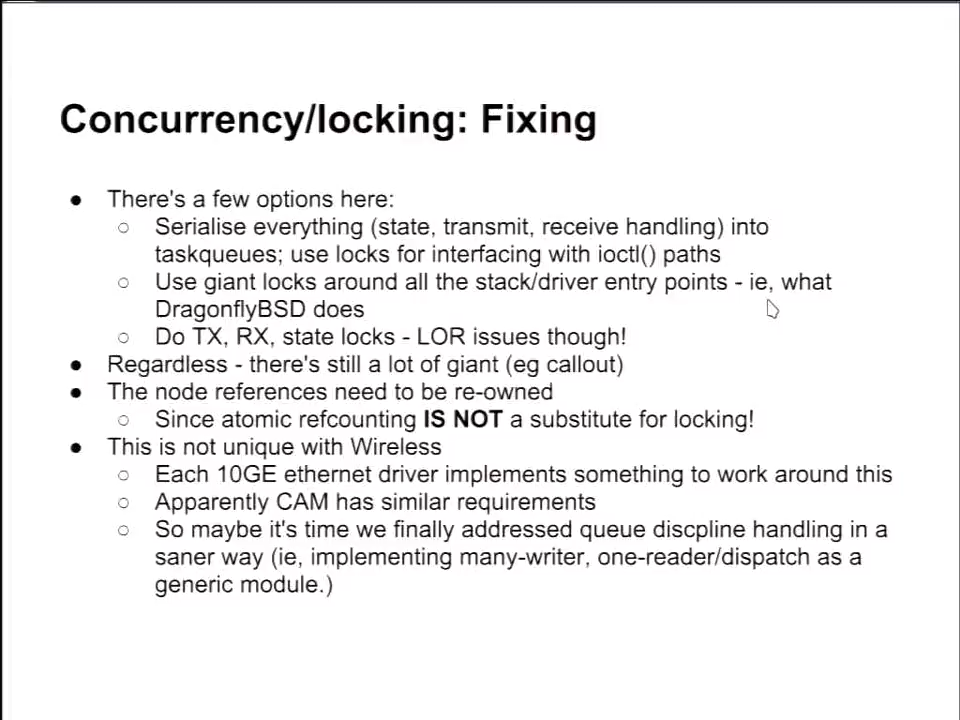 Concurrency/locking: Fixing
● There's a few options here:
○ Serialise everything (state, transmit, receive handling) into
taskqueues; use locks for interfacing with ioctl() paths
○ Use giant locks around all the stack/driver entry points - ie, what
DragonflyBSD does
○ Do TX, RX, state locks - LOR issues though!
● Regardless - there's still a lot of giant (eg callout)
● The node references need to be re-owned
○ Since atomic refcounting IS NOT a substitute for locking!
● This is not unique with Wireless
○ Each 10GE ethernet driver implements something to work around this
○ Apparently CAM has similar requirements
○ So maybe it's time we finally addressed queue discpline handling in a
saner way (ie, implementing many-writer, one-reader/dispatch as a
generic module.)